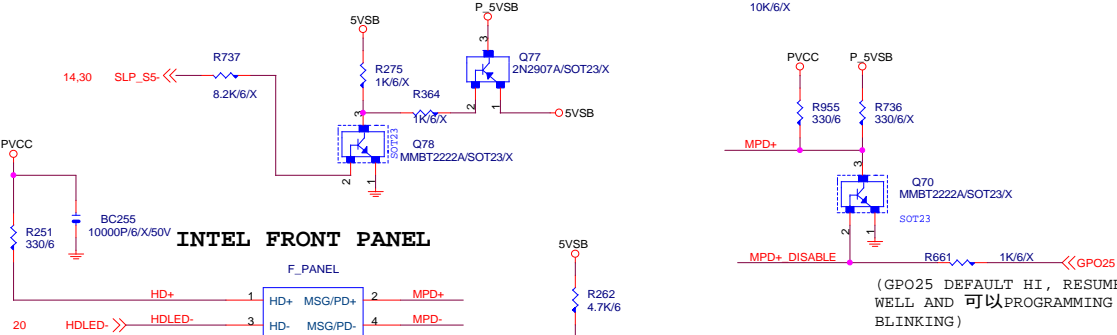 10K/6/X
P_5VSB
5VSB
3
Q77
2N2907A/SOT23/X
R737
8.2K/6/X
14,30
SLP_S5-
R275
1K/6/X
R364
1K/6/X
2
1
5VSB
3
Q78
MMBT2222A/SOT23/X
SOT23
2
1
PVCC
R251
330/6
BC255
10000P/6/X/50V
INTEL FRONT PANEL
F_PANEL
HD+
1
HD+
MSG/PD+
2
MPD+
20
HDLED-
HDLED-
3
HD-
MSG/PD-
4
MPD-
5VSB
R262
4.7K/6
PVCC
P_5VSB
R955
330/6
R736
330/6/X
MPD+
3
Q70
MMBT2222A/SOT23/X
SOT23
2
1
MPD+_DISABLE
R661
1K/6/X
GPO25
(GPO25 DEFAULT HI, RESUME
WELL AND 可以PROGRAMMING
BLINKING)